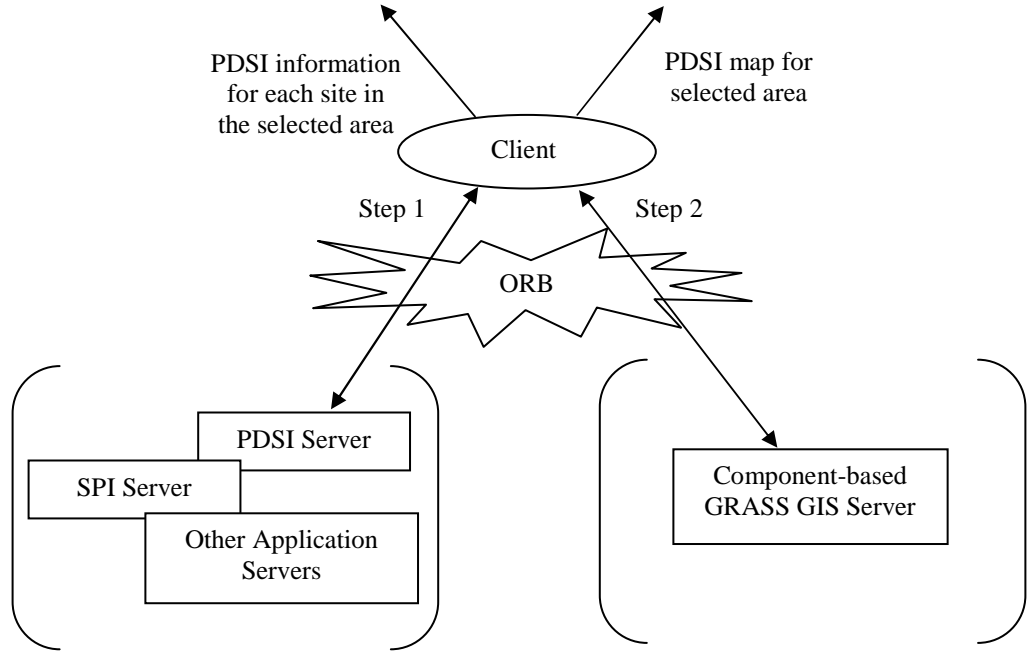 PDSI information
for each site in
the selected area
PDSI map for
selected area
Client
Step 1
Step 2
ORB
PDSI Server
SPI Server
Other Application
Servers
Component-based
GRASS GIS Server